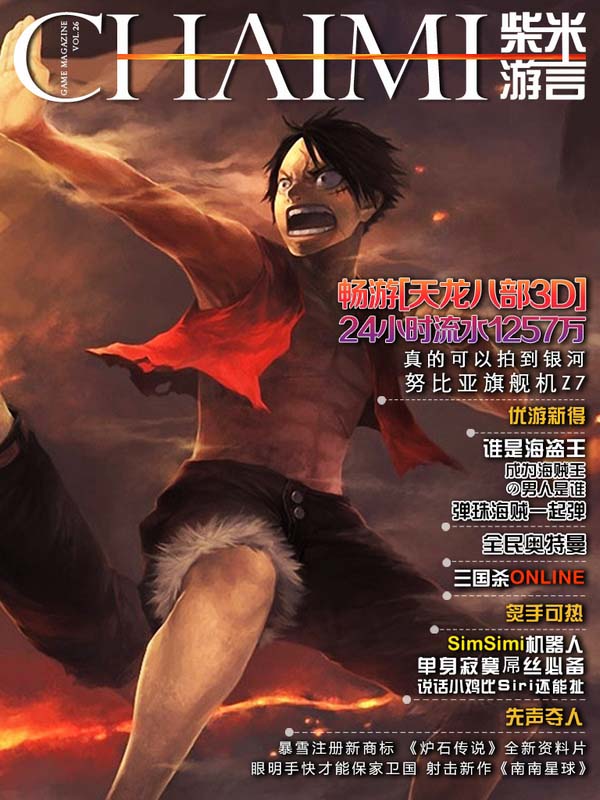 CHAIMI
GAME MAGAZINE
VOL.26
柴米
游言
畅游[天龙八部3D]
24小时流水1257万
真的可以拍到银河
努比亚旗舰机Z7
优游新得
谁是海盗王
成为海贼王
の男人是谁
弹珠海贼一起弹
全民奥特曼
三国杀ONLINE
炙手可热
SimSimi机器人
单身寂寞屌丝必备
说话小鸡比Siri还能扯
先声夺人
暴雪注册新商标 《炉石传说》全新资料片
眼明手快才能保家卫国 射击新作《南南星球》